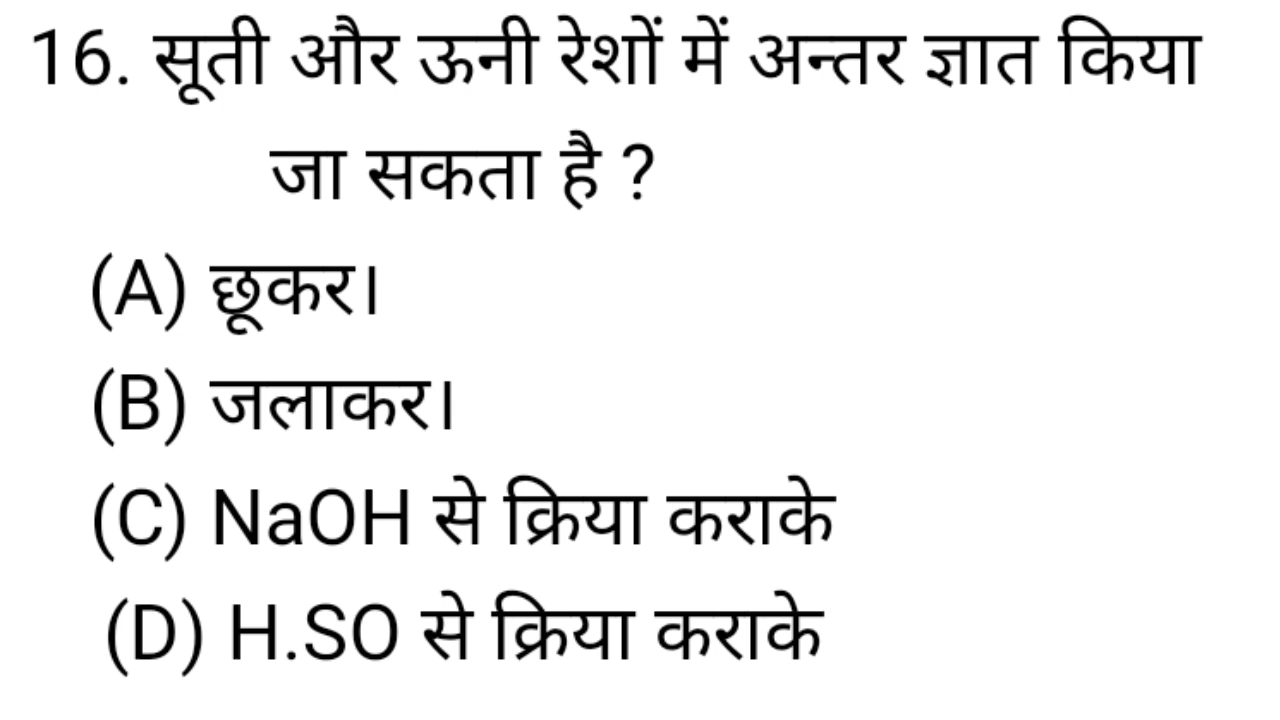 16. सूती और ऊनी रेशों में अन्तर ज्ञात किया
जा सकता है ?
(A) छूकर।
(B) जलाकर।
(C) NaOH से क्रिया कराके
(D) H.SO से क्रिया कराके